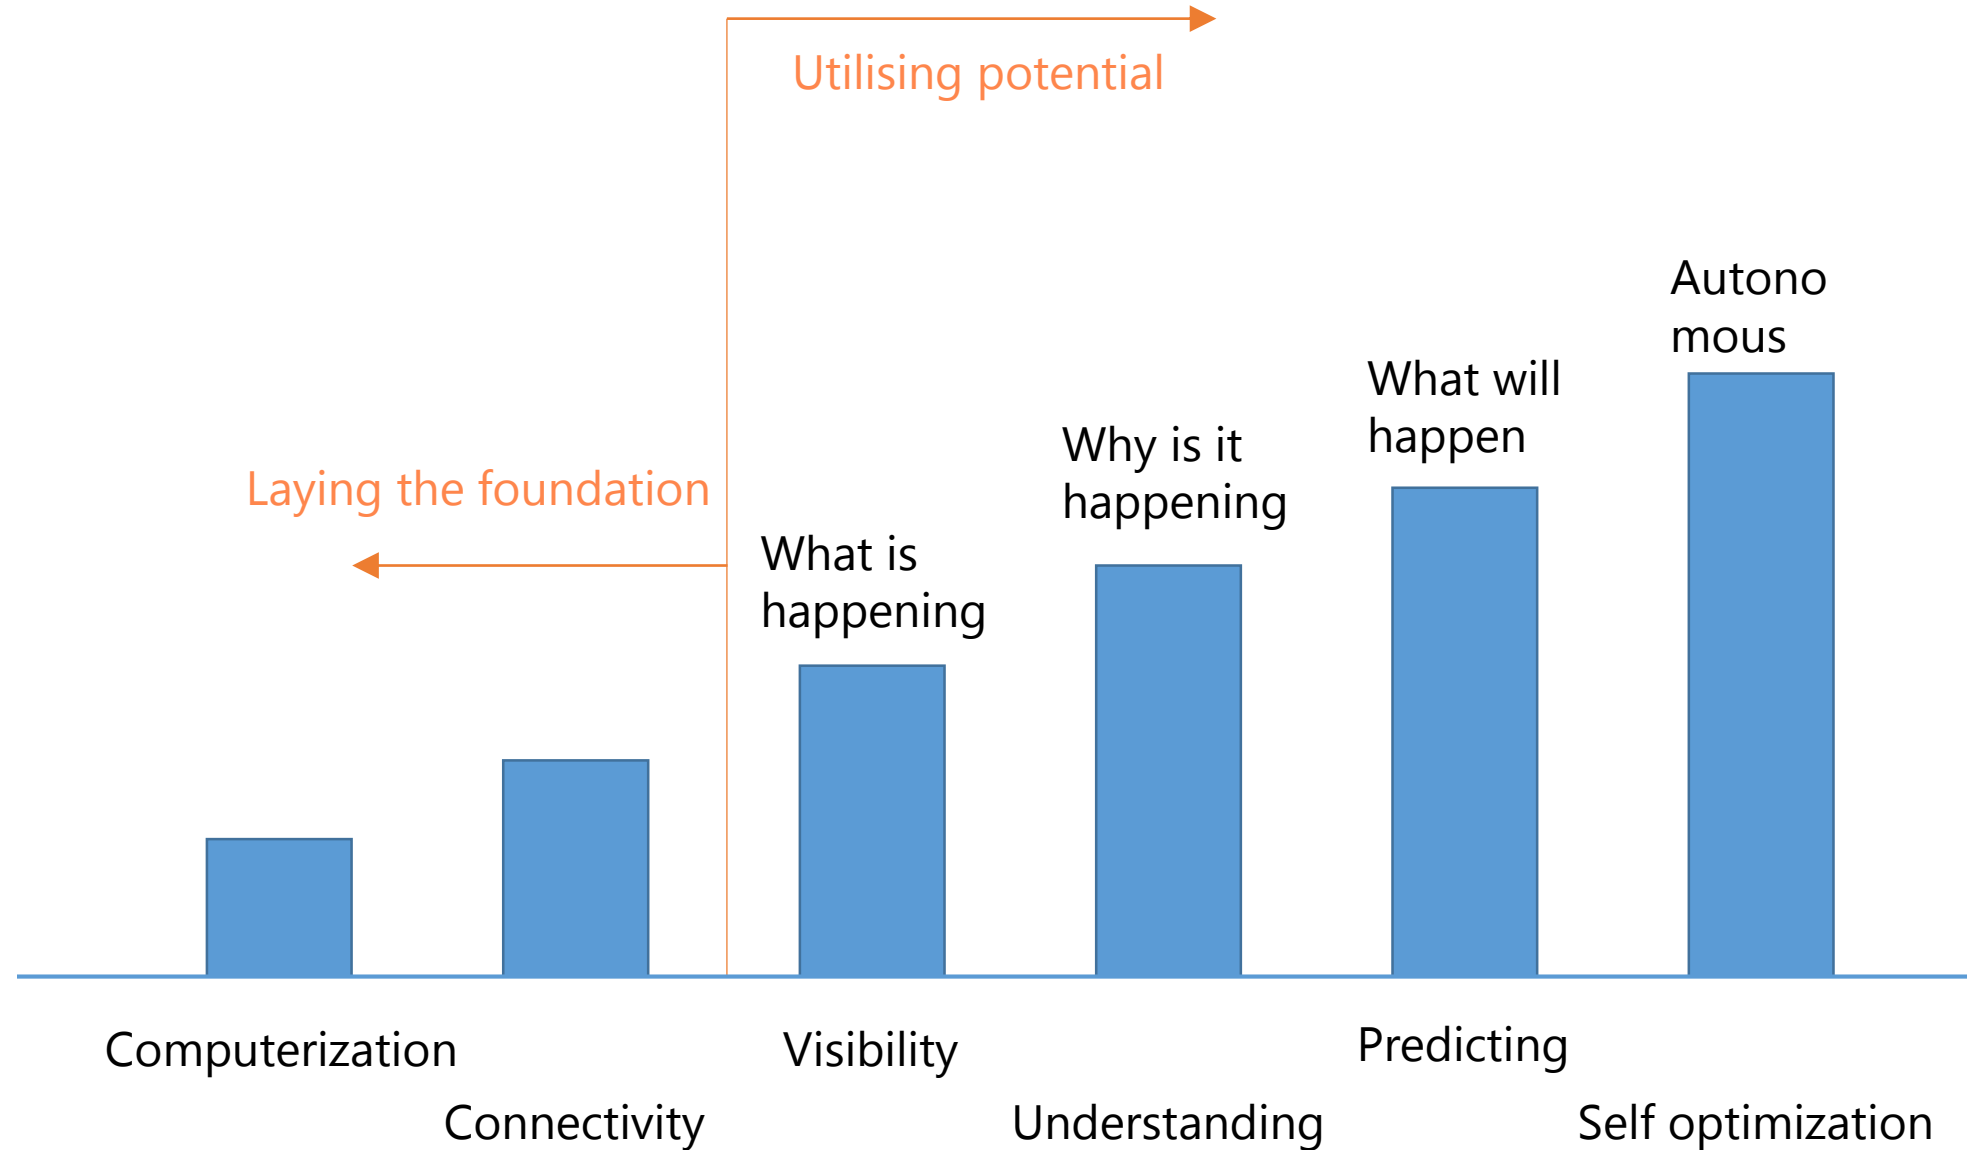 Utilising potential
Autono
mous
What will
happen
Why is it
happening
Laying the foundation
What is
happening
Computerization
Connectivity
Visibility
Understanding
Predicting
Self optimization